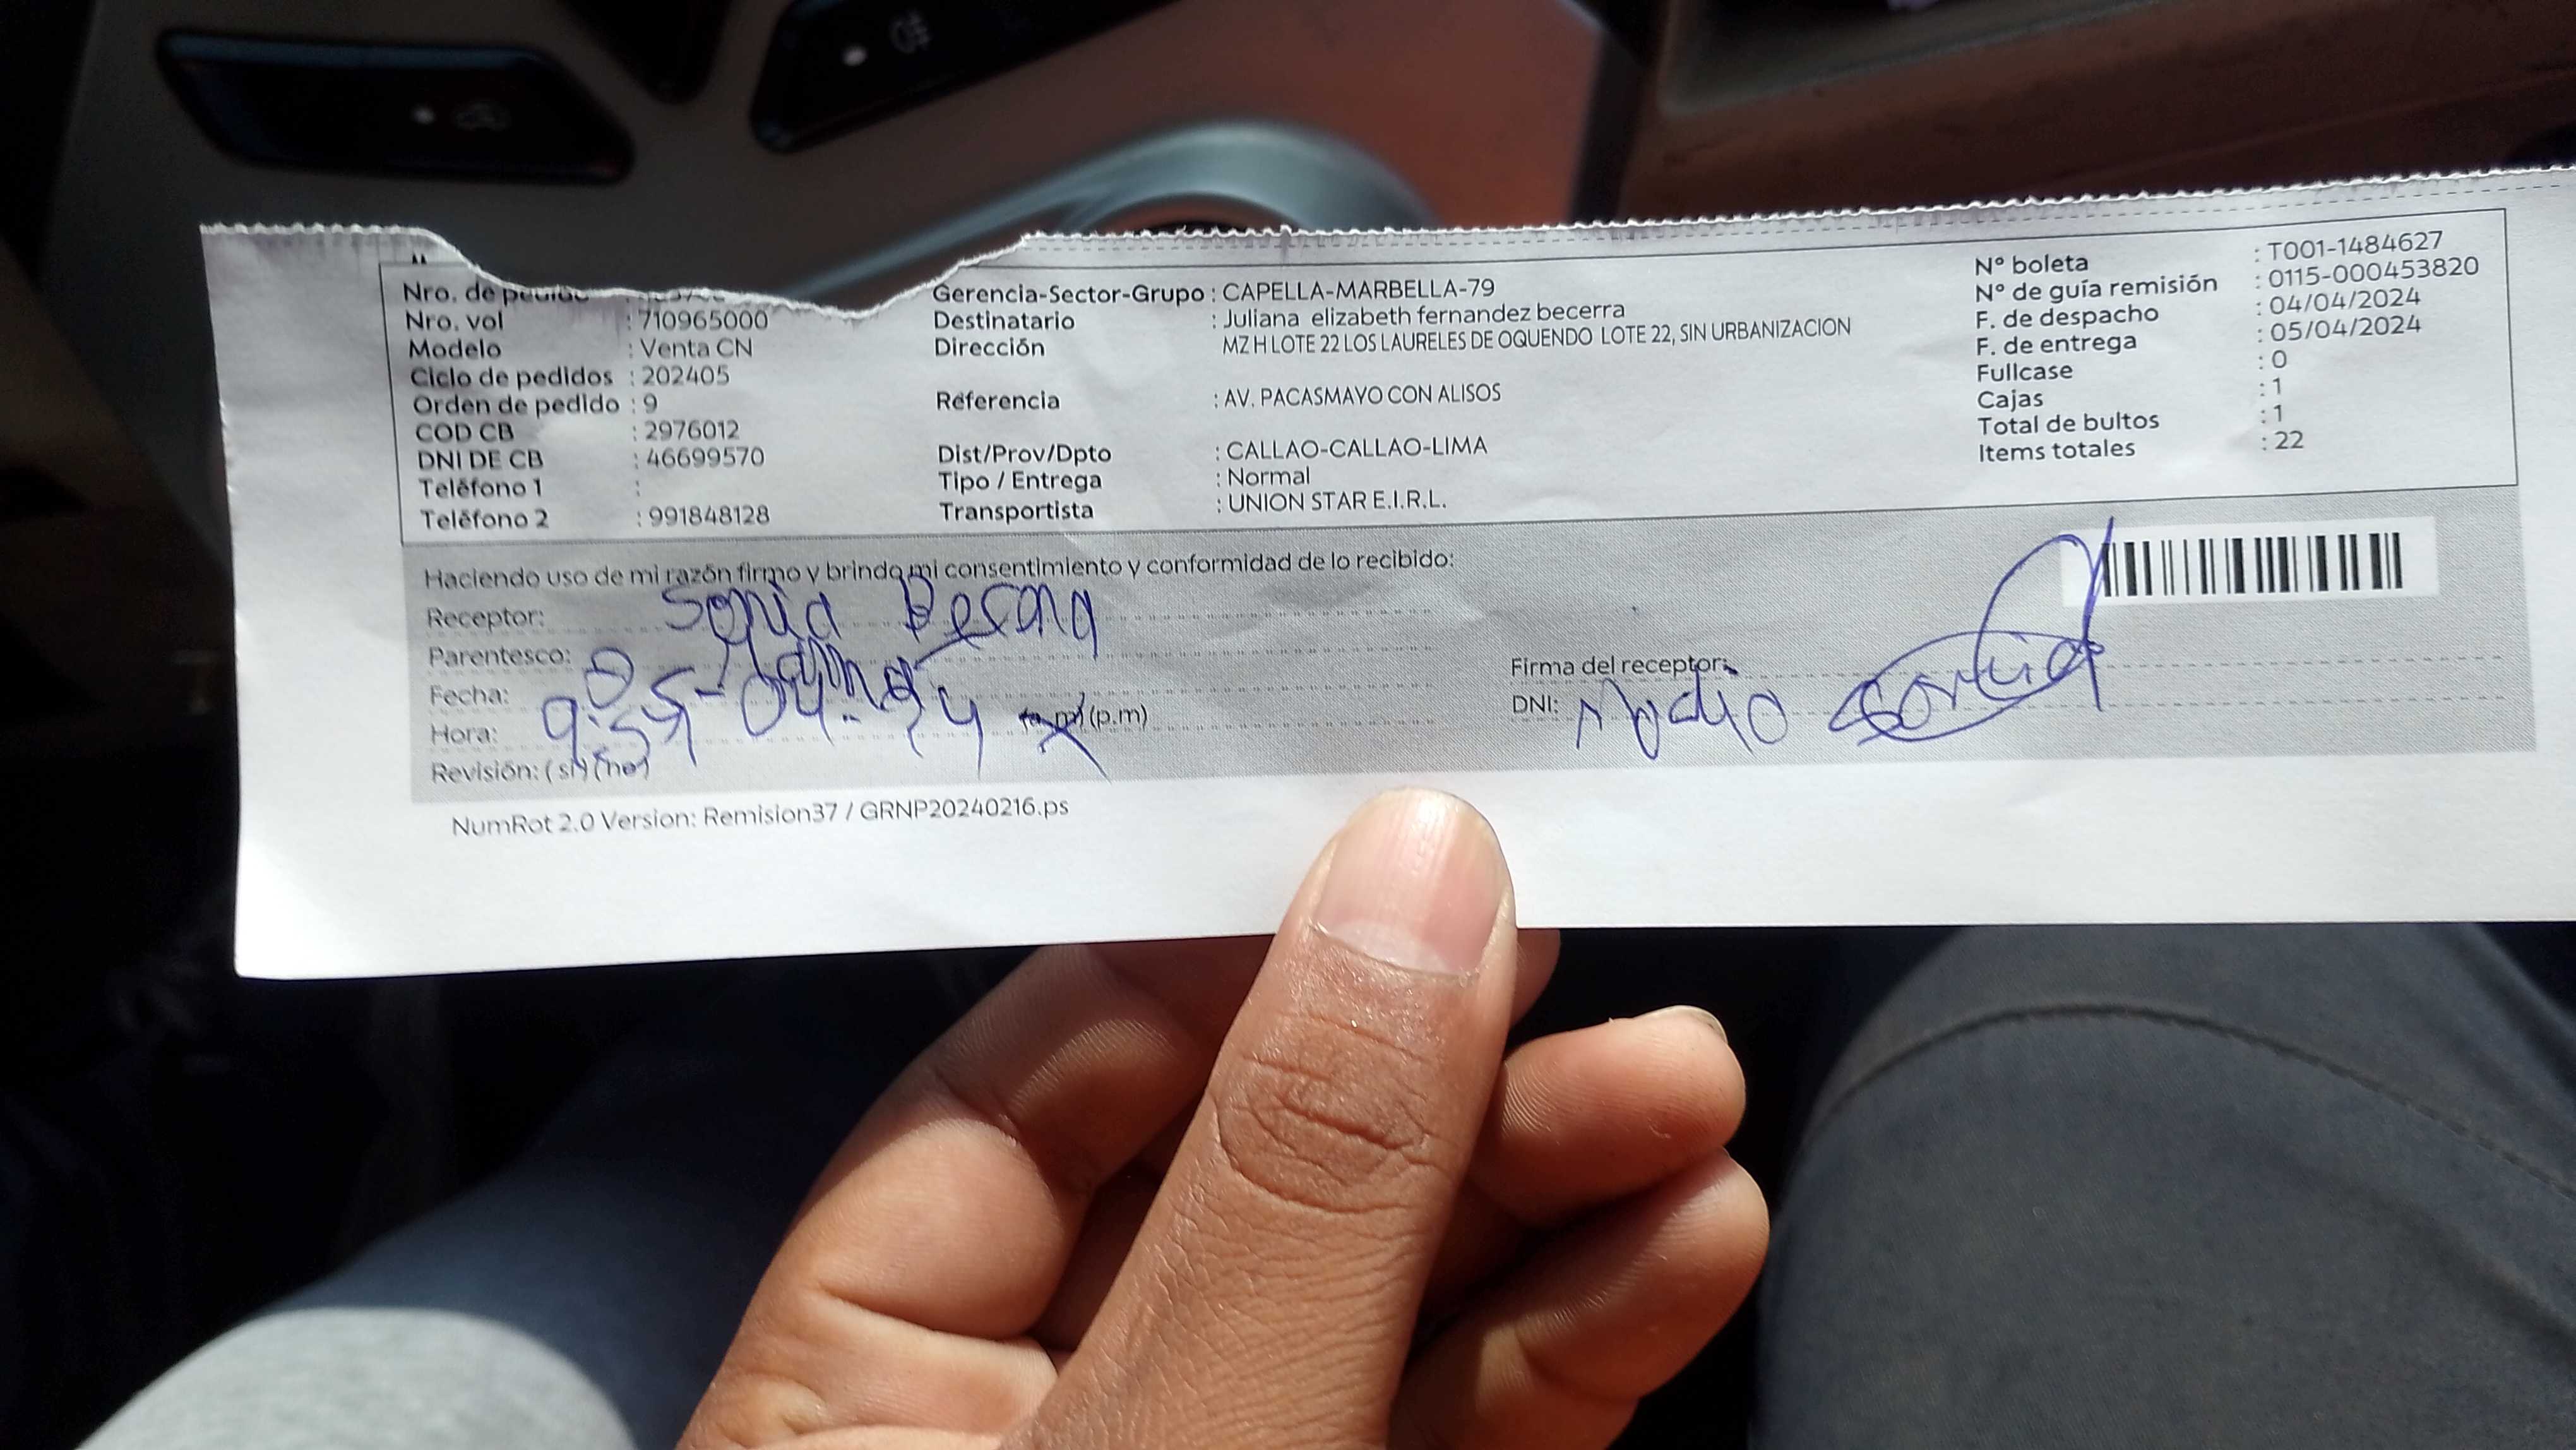 Nro. de pedido
Nro. vol : 710965000
Modelo : Venta CN
Ciclo de pedidos : 202405
Orden de pedido : 9
COD CB : 2976012
DNI DE CB : 46699570
Teléfono 1 :
Teléfono 2 : 991848128
Gerencia-Sector-Grupo : CAPELLA-MARBELLA-79
Destinatario : Juliana elizabeth fernandez becerra
Dirección MZ H LOTE 22 LOS LAURELES DE OQUENDO LOTE 22, SIN URBANIZACION
Referencia : AV. PACASMAYO CON ALISOS
Dist/Prov/Dpto : CALLAO-CALLAO-LIMA
Tipo / Entrega : Normal
Transportista : UNION STAR E.I.R.L.
N° boleta : T001-1484627
N° de guía remisión : 0115-000453820
F. de despacho : 04/04/2024
F. de entrega : 05/04/2024
Fullcase : 0
Cajas : 1
Total de bultos : 1
Items totales : 22
Haciendo uso de mi razón firmo y brindo mi consentimiento y conformidad de lo recibido:
Receptor: Sonia
Parentesco: Mama
Fecha:
Hora: (a.m) (p.m)
Revisión: (si) (no)
Firma del receptor:
DNI:
NumRot 2.0 Version: Remision37 / GRNP20240216.ps